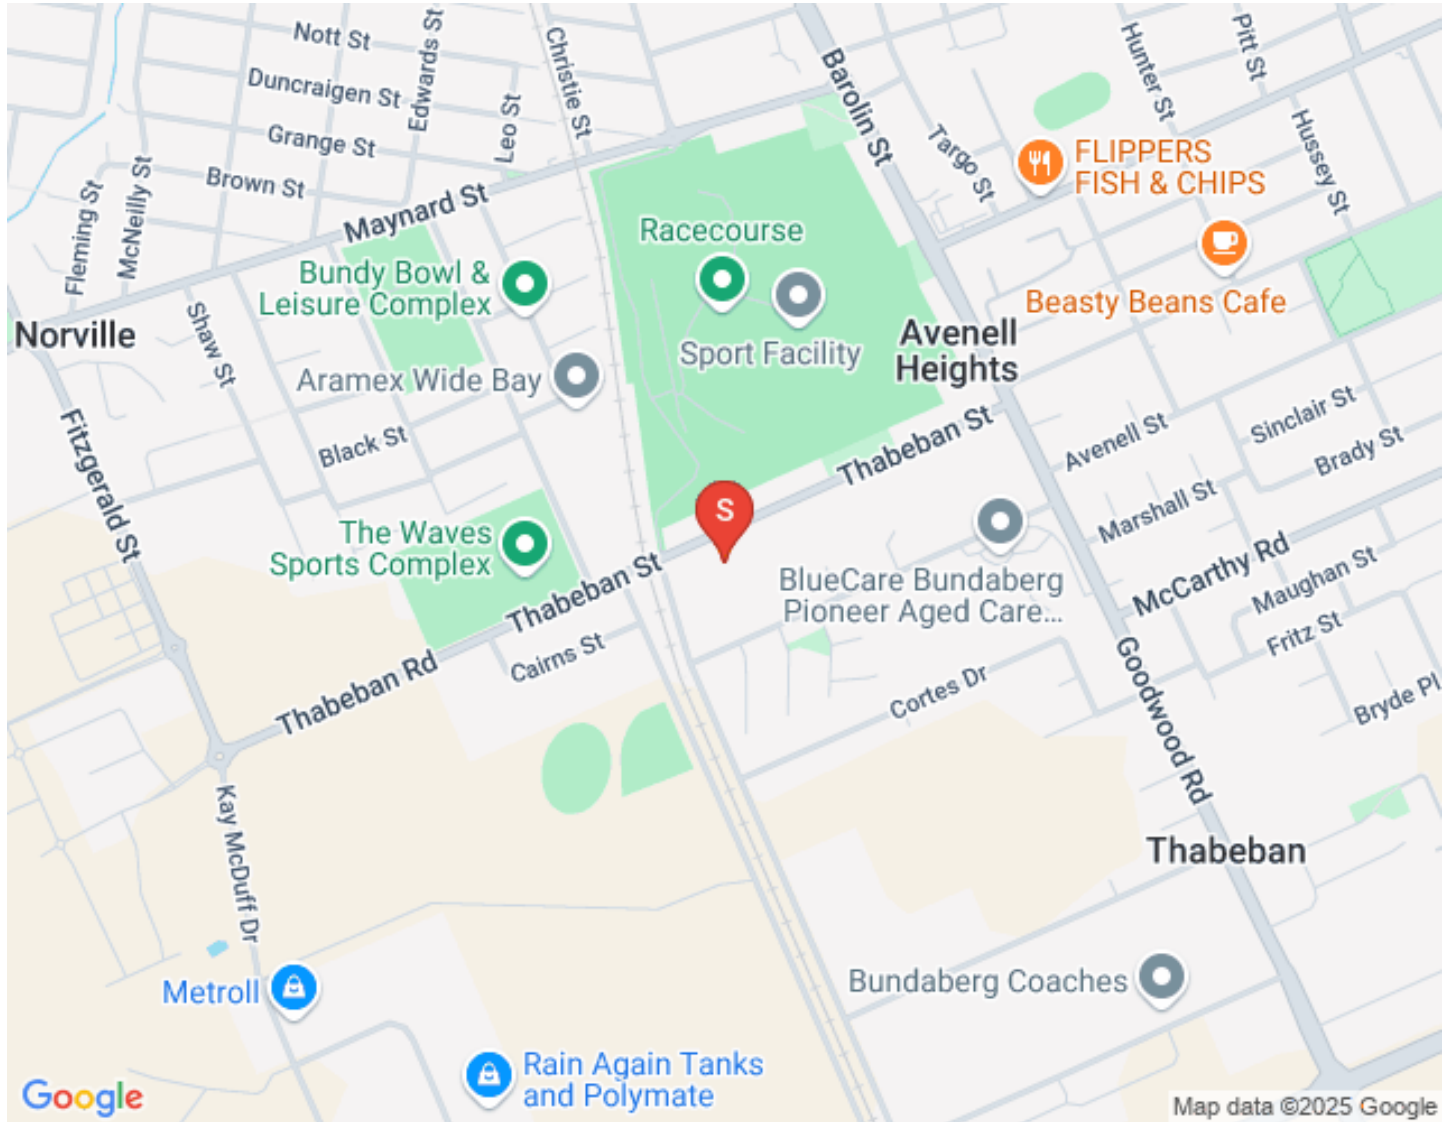 Nott St
Duncraigen St
Grange St
Brown St
Edwards St
Leo St
Christie St
Fleming St
McNeilly St
Maynard St
Barolin St
Targo St
Hunter St
Pitt St
Hussey St
FLIPPERS
FISH & CHIPS
Racecourse
Bundy Bowl &
Leisure Complex
Beasty Beans Cafe
Norville
Shaw St
Sport Facility
Avenell
Heights
Aramex Wide Bay
Black St
Fitzgerald St
Thabeban St
Avenell St
Sinclair St
Brady St
Marshall St
S
The Waves
Sports Complex
Thabeban St
BlueCare Bundaberg
Pioneer Aged Care...
McCarthy Rd
Maughan St
Fritz St
Cairns St
Thabeban Rd
Cortes Dr
Goodwood Rd
Bryde Pl
Kay McDuff Dr
Thabeban
Metroll
Bundaberg Coaches
Rain Again Tanks
and Polymate
Google
Map data ©2025 Google